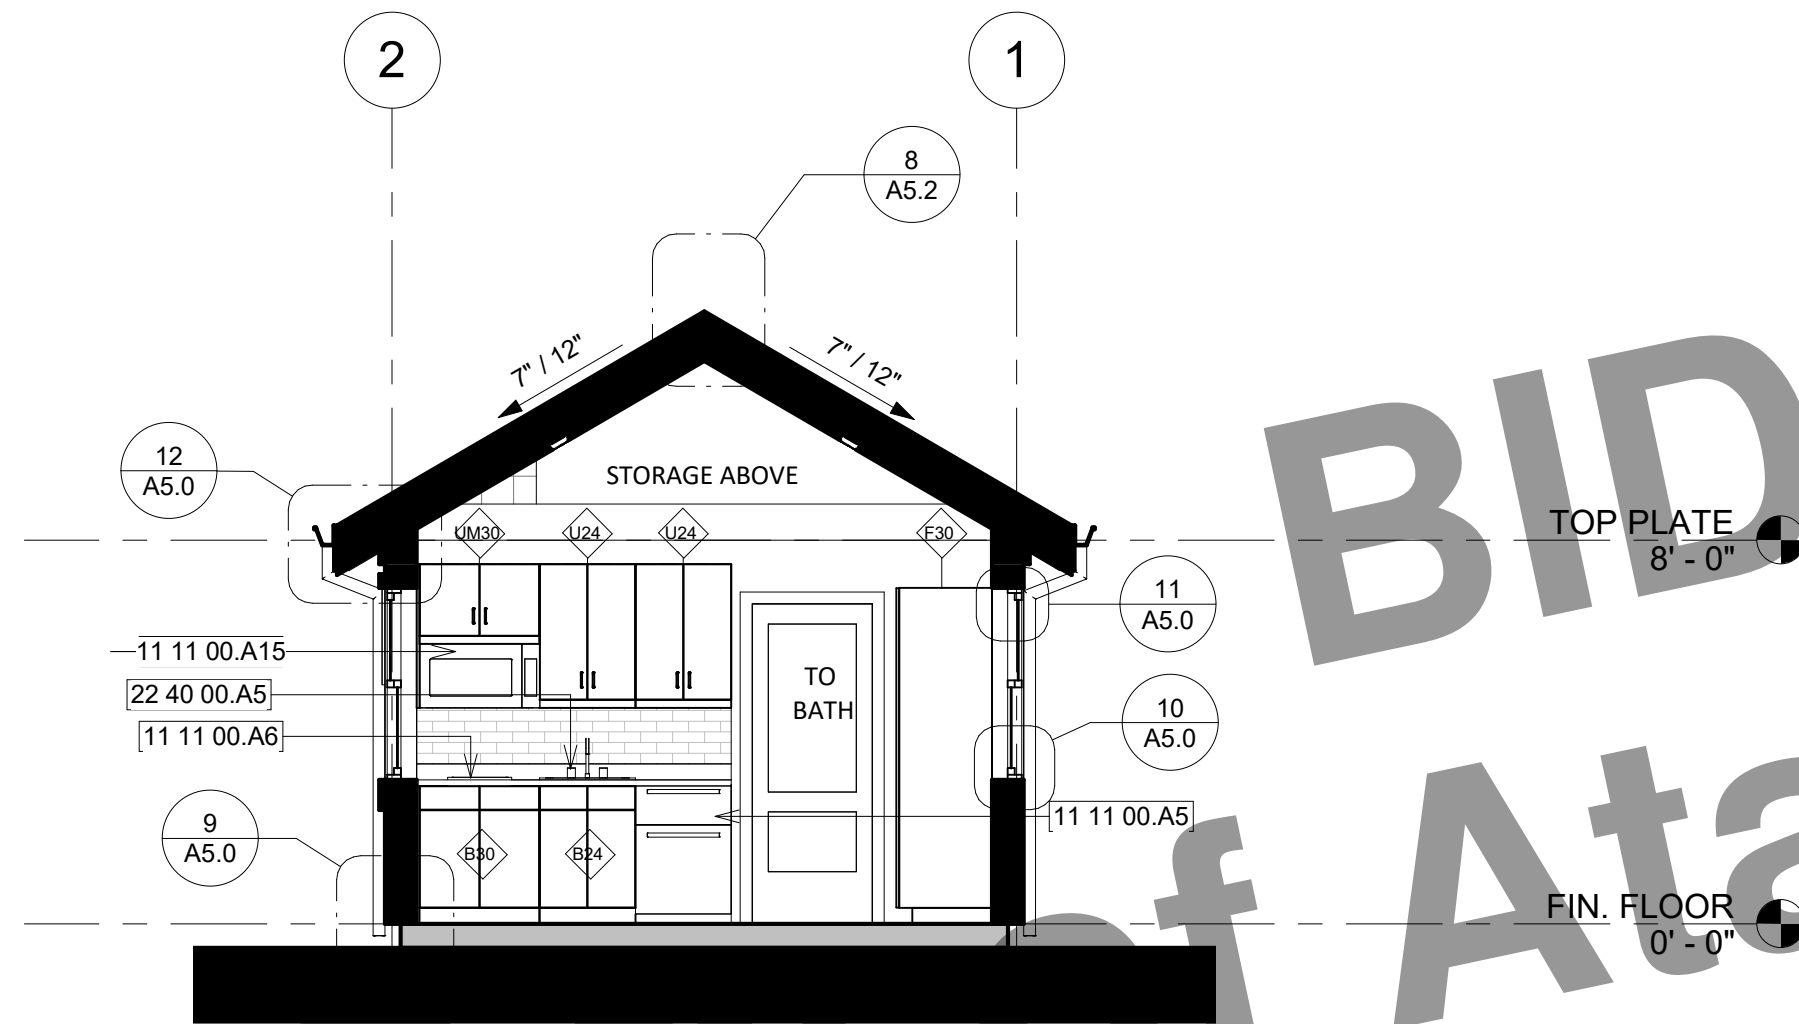 2
1
8
A5.2
7" / 12"
7" / 12"
12
A5.0
STORAGE ABOVE
UM30
U24
U24
F30
TOP PLATE
8' - 0"
11
A5.0
11 11 00.A15
22 40 00.A5
11 11 00.A6
TO
BATH
10
A5.0
9
A5.0
B30
B24
11 11 00.A5
FIN. FLOOR
0' - 0"
BID
of Ata